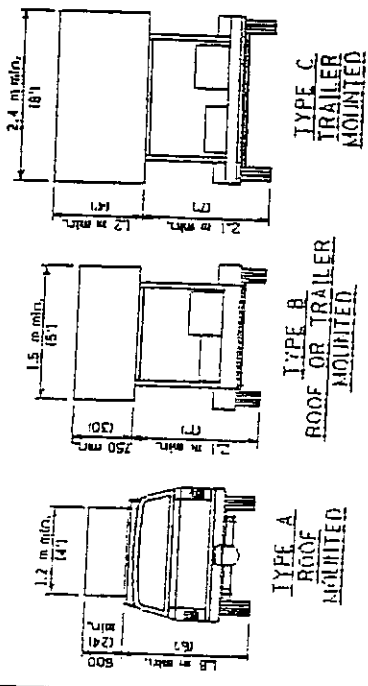 1.2 m min.
(4')
600
(24)
min.
1.8 m min.
(6')
TYPE A
ROOF
MOUNTED
1.5 m min.
(5')
750 min.
(30)
2.1 m min.
(7')
TYPE B
ROOF OR TRAILER
MOUNTED
2.4 m min.
(8')
1.2 m min.
(4')
2.1 m min.
(7')
TYPE C
TRAILER
MOUNTED